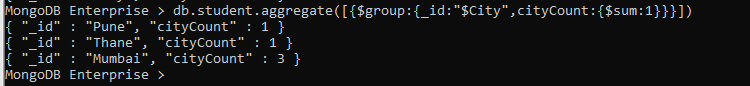 MongoDB Enterprise > db.student.aggregate([{$group:{_id:"$City",cityCount:{$sum:1}}}])
{ "_id" : "Pune", "cityCount" : 1 }
{ "_id" : "Thane", "cityCount" : 1 }
{ "_id" : "Mumbai", "cityCount" : 3 }
MongoDB Enterprise >